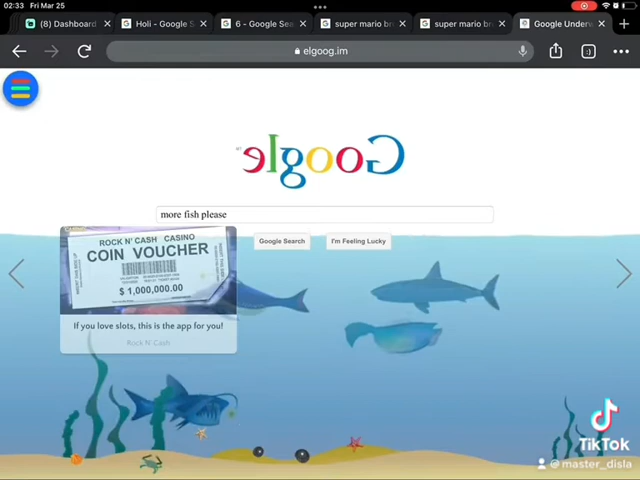 02:33 Fri Mar 25
(8) Dashboard
Holi - Google S
6 - Google Sea
super mario br
super mario br
Google Underw
elgoog.im
Google
more fish please
Google Search
I'm Feeling Lucky
ROCK N' CASH CASINO
COIN VOUCHER
$ 1,000,000.00
If you love slots, this is the app for you!
Rock N' Cash
TikTok
@master_disla